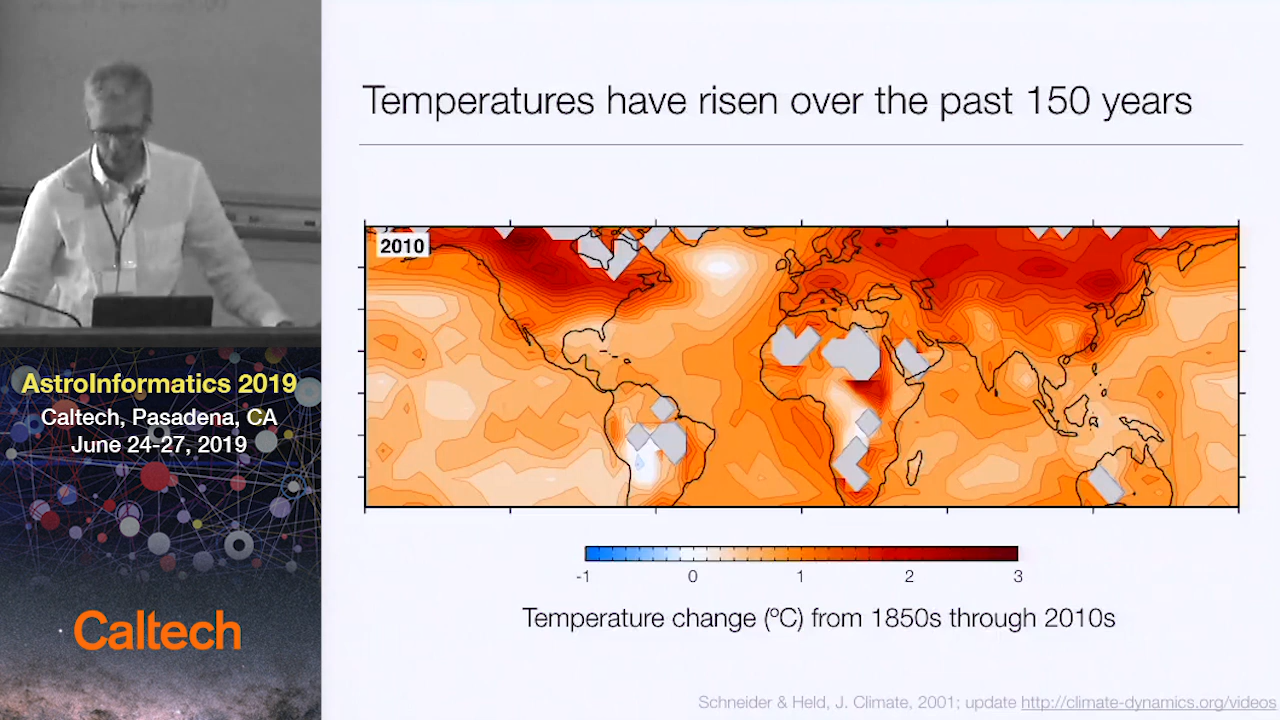 Temperatures have risen over the past 150 years
2010
-1 0 1 2 3
Temperature change (ºC) from 1850s through 2010s
Schneider & Held, J. Climate, 2001; update http://climate-dynamics.org/videos
AstroInformatics 2019
Caltech, Pasadena, CA
June 24-27, 2019
Caltech